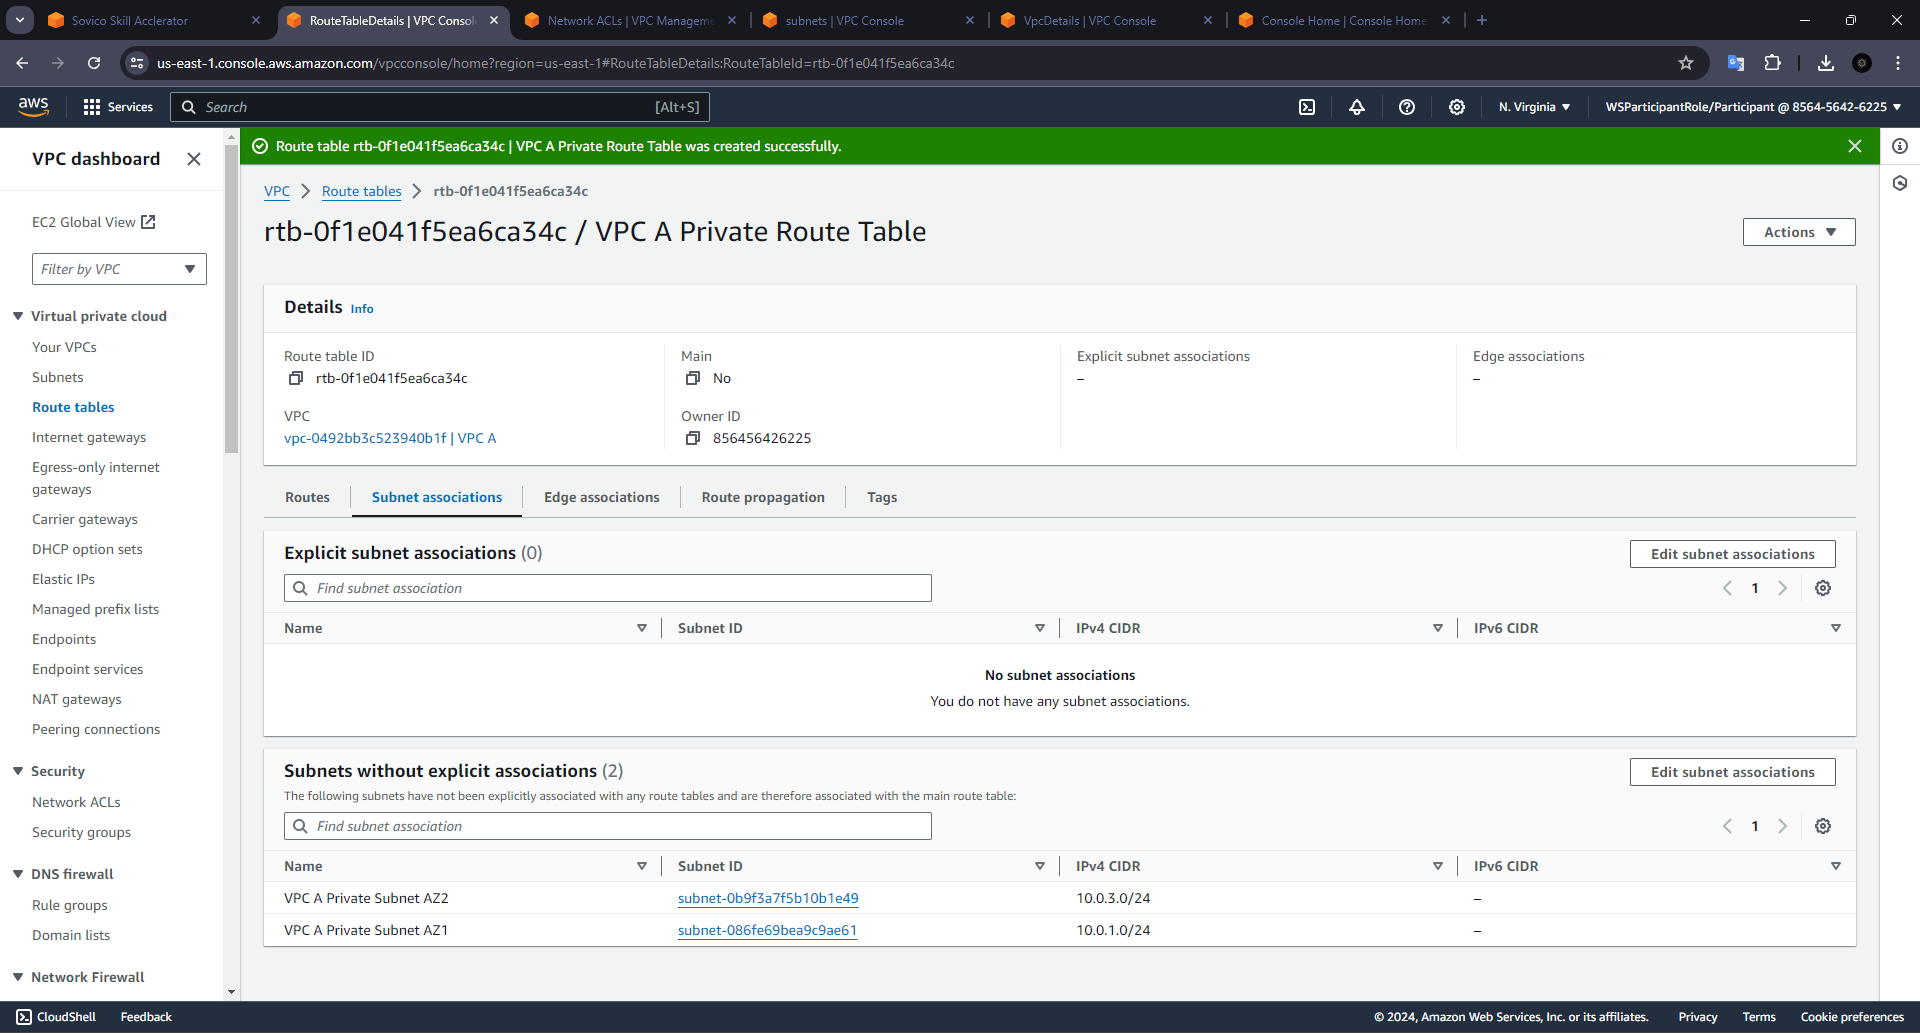 Sovico Skill Acclerator
RouteTableDetails | VPC Conso
Network ACLs | VPC Manageme
subnets | VPC Console
VpcDetails | VPC Console
Console Home | Console Home
us-east-1.console.aws.amazon.com/vpcconsole/home?region=us-east-1#RouteTableDetails:RouteTableId=rtb-0f1e041f5ea6ca34c
aws
Services
Search
[Alt+S]
N. Virginia
WSParticipantRole/Participant @ 8564-5642-6225
VPC dashboard
EC2 Global View
Filter by VPC
Virtual private cloud
Your VPCs
Subnets
Route tables
Internet gateways
Egress-only internet
gateways
Carrier gateways
DHCP option sets
Elastic IPs
Managed prefix lists
Endpoints
Endpoint services
NAT gateways
Peering connections
Security
Network ACLs
Security groups
DNS firewall
Rule groups
Domain lists
Network Firewall
Route table rtb-0f1e041f5ea6ca34c | VPC A Private Route Table was created successfully.
VPC
Route tables
rtb-0f1e041f5ea6ca34c
rtb-0f1e041f5ea6ca34c / VPC A Private Route Table
Actions
Details Info
Route table ID
rtb-0f1e041f5ea6ca34c
Main
No
Explicit subnet associations
–
Edge associations
–
VPC
vpc-0492bb3c523940b1f | VPC A
Owner ID
856456426225
Routes
Subnet associations
Edge associations
Route propagation
Tags
Explicit subnet associations (0)
Edit subnet associations
Find subnet association
1
Name
Subnet ID
IPv4 CIDR
IPv6 CIDR
No subnet associations
You do not have any subnet associations.
Subnets without explicit associations (2)
Edit subnet associations
The following subnets have not been explicitly associated with any route tables and are therefore associated with the main route table:
Find subnet association
1
Name
Subnet ID
IPv4 CIDR
IPv6 CIDR
VPC A Private Subnet AZ2
subnet-0b9f3a7f5b10b1e49
10.0.3.0/24
–
VPC A Private Subnet AZ1
subnet-086fe69bea9c9ae61
10.0.1.0/24
–
CloudShell
Feedback
© 2024, Amazon Web Services, Inc. or its affiliates.
Privacy
Terms
Cookie preferences